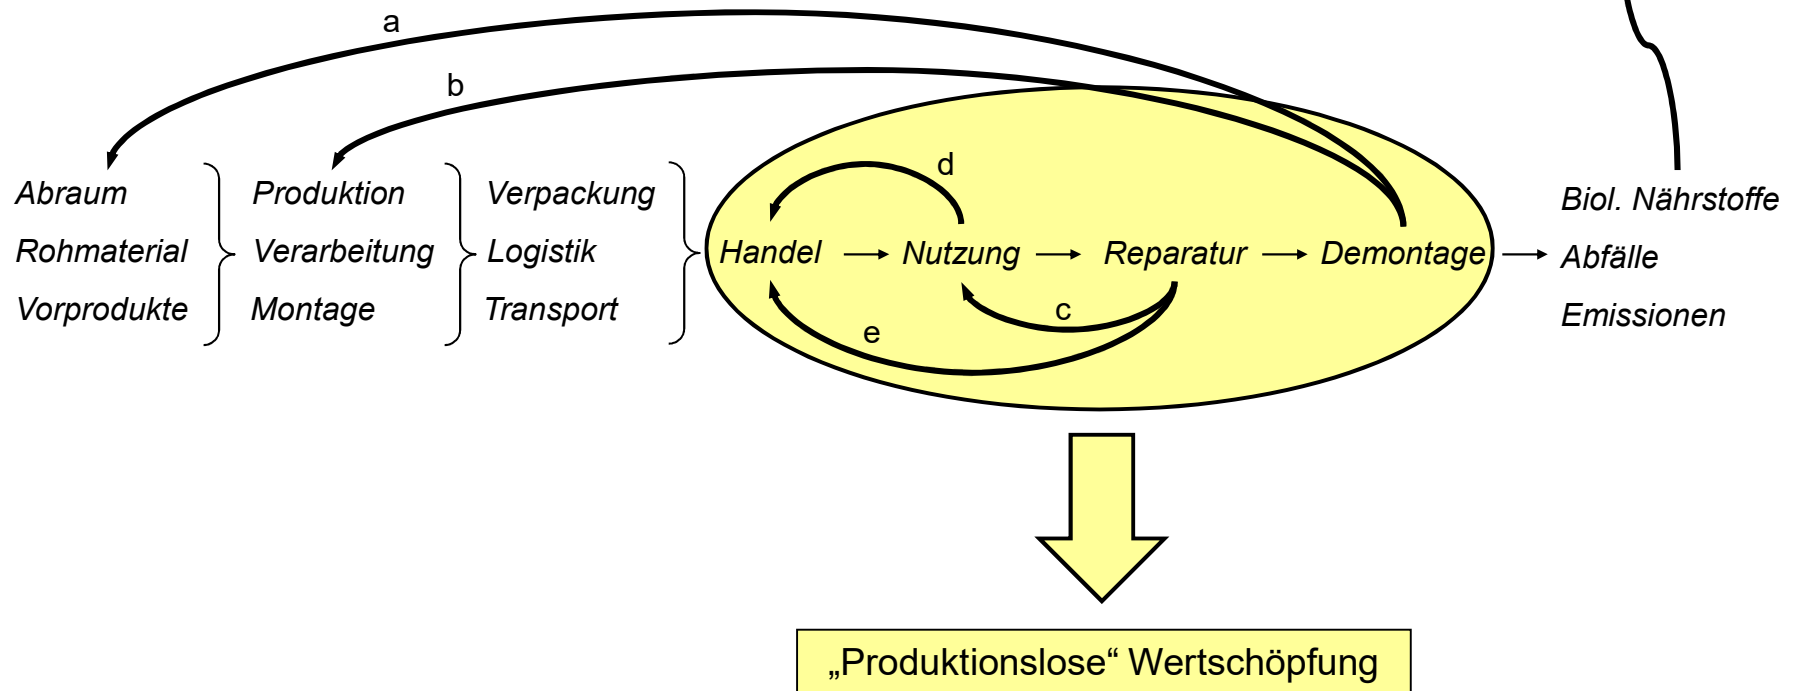 a
b
d
Abraum
Produktion
Verpackung
Biol. Nährstoffe
Rohmaterial
Verarbeitung
Logistik
Handel
Nutzung
Reparatur
Demontage
Abfälle
Vorprodukte
Montage
Transport
c
Emissionen
e
„Produktionslose“ Wertschöpfung